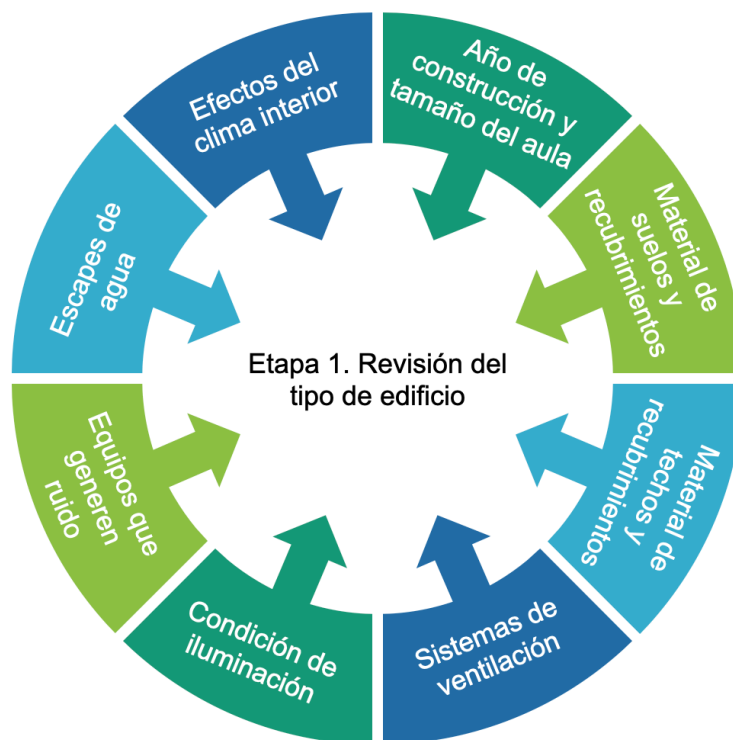 Año de
construcción y
tamaño del aula
Material de
suelos y
recubrimientos
Material de
techos y
recubrimientos
Sistemas de
ventilación
Condición de
iluminación
Equipos que
generen
ruido
Escapes de
agua
Efectos del
clima interior
Etapa 1. Revisión del
tipo de edificio